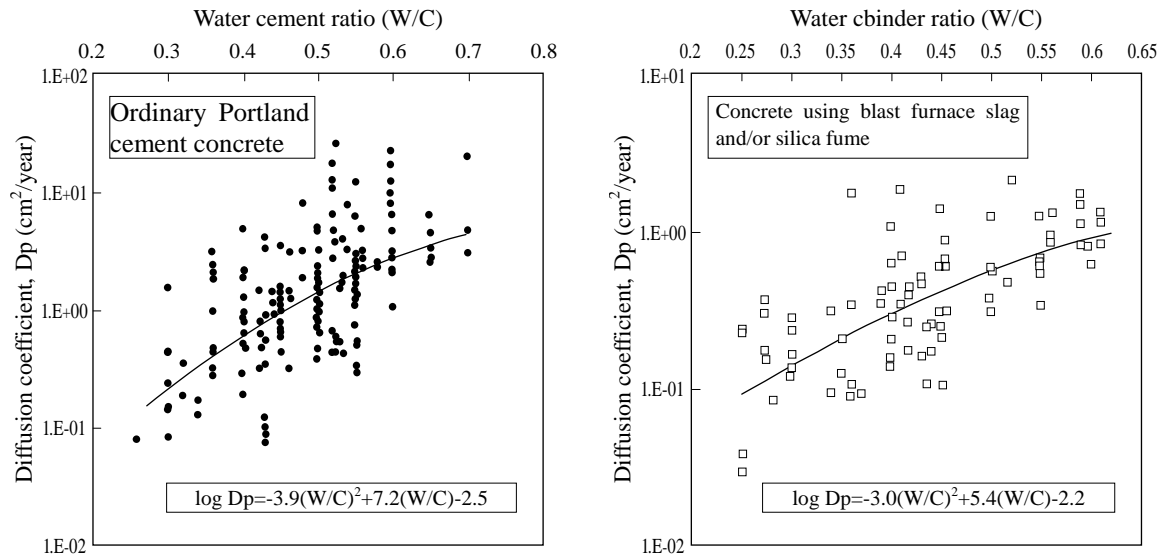 Water cement ratio (W/C)
0.2 0.3 0.4 0.5 0.6 0.7 0.8
1.E+02
1.E+01
1.E+00
1.E-01
1.E-02
Diffusion coefficient, Dp (cm²/year)
Ordinary Portland
cement concrete
log Dp=-3.9(W/C)²+7.2(W/C)-2.5
Water cbinder ratio (W/C)
0.2 0.25 0.3 0.35 0.4 0.45 0.5 0.55 0.6 0.65
1.E+01
1.E+00
1.E-01
1.E-02
Diffusion coefficient, Dp (cm²/year)
Concrete using blast furnace slag
and/or silica fume
log Dp=-3.0(W/C)²+5.4(W/C)-2.2